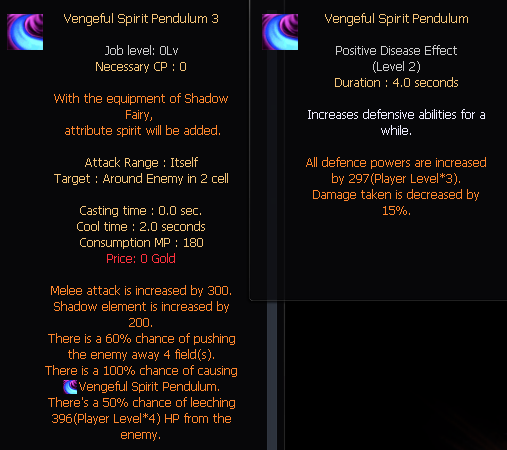 Vengeful Spirit Pendulum 3
Job level: 0Lv
Necessary CP : 0
With the equipment of Shadow
Fairy,
attribute spirit will be added.
Attack Range : Itself
Target : Around Enemy in 2 cell
Casting time : 0.0 sec.
Cool time : 2.0 seconds
Consumption MP : 180
Price: 0 Gold
Melee attack is increased by 300.
Shadow element is increased by
200.
There is a 60% chance of pushing
the enemy away 4 field(s).
There is a 100% chance of causing
Vengeful Spirit Pendulum.
There's a 50% chance of leeching
396(Player Level*4) HP from the
enemy.
Vengeful Spirit Pendulum
Positive Disease Effect
(Level 2)
Duration : 4.0 seconds
Increases defensive abilities for a
while.
All defence powers are increased
by 297(Player Level*3).
Damage taken is decreased by
15%.